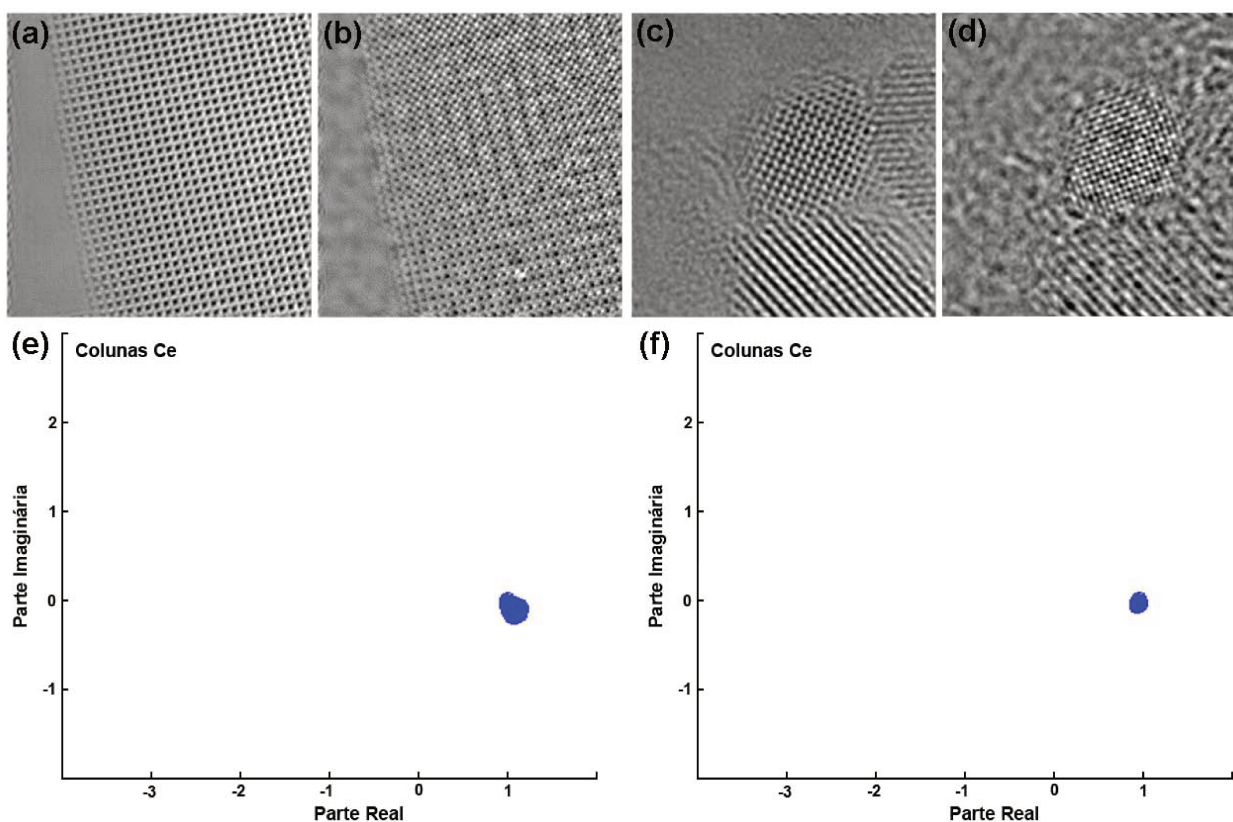 (a)
(b)
(c)
(d)
(e)
Colunas Ce
2
1
0
-1
Parte Imaginária
-3
-2
-1
0
1
Parte Real
(f)
Colunas Ce
2
1
0
-1
Parte Imaginária
-3
-2
-1
0
1
Parte Real